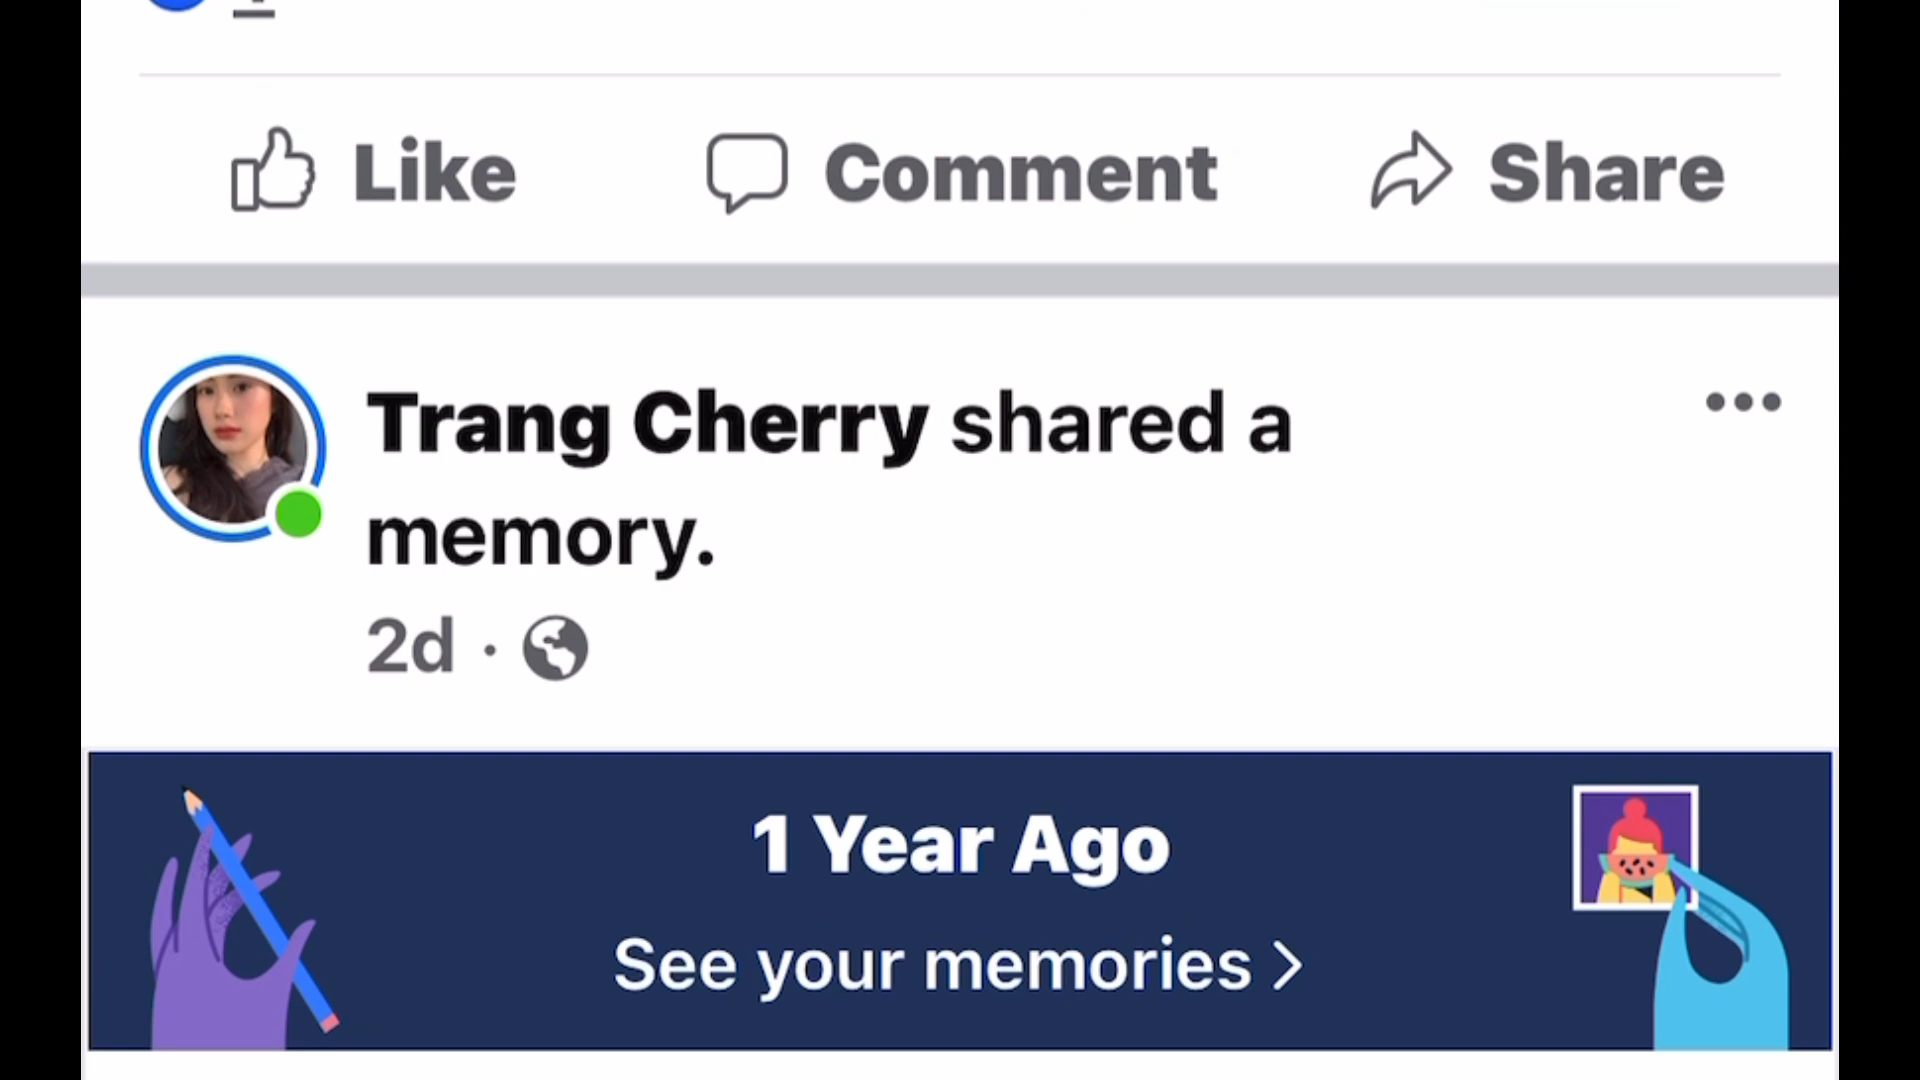 Like
Comment
Share
Trang Cherry shared a
memory.
2d ·
1 Year Ago
See your memories >